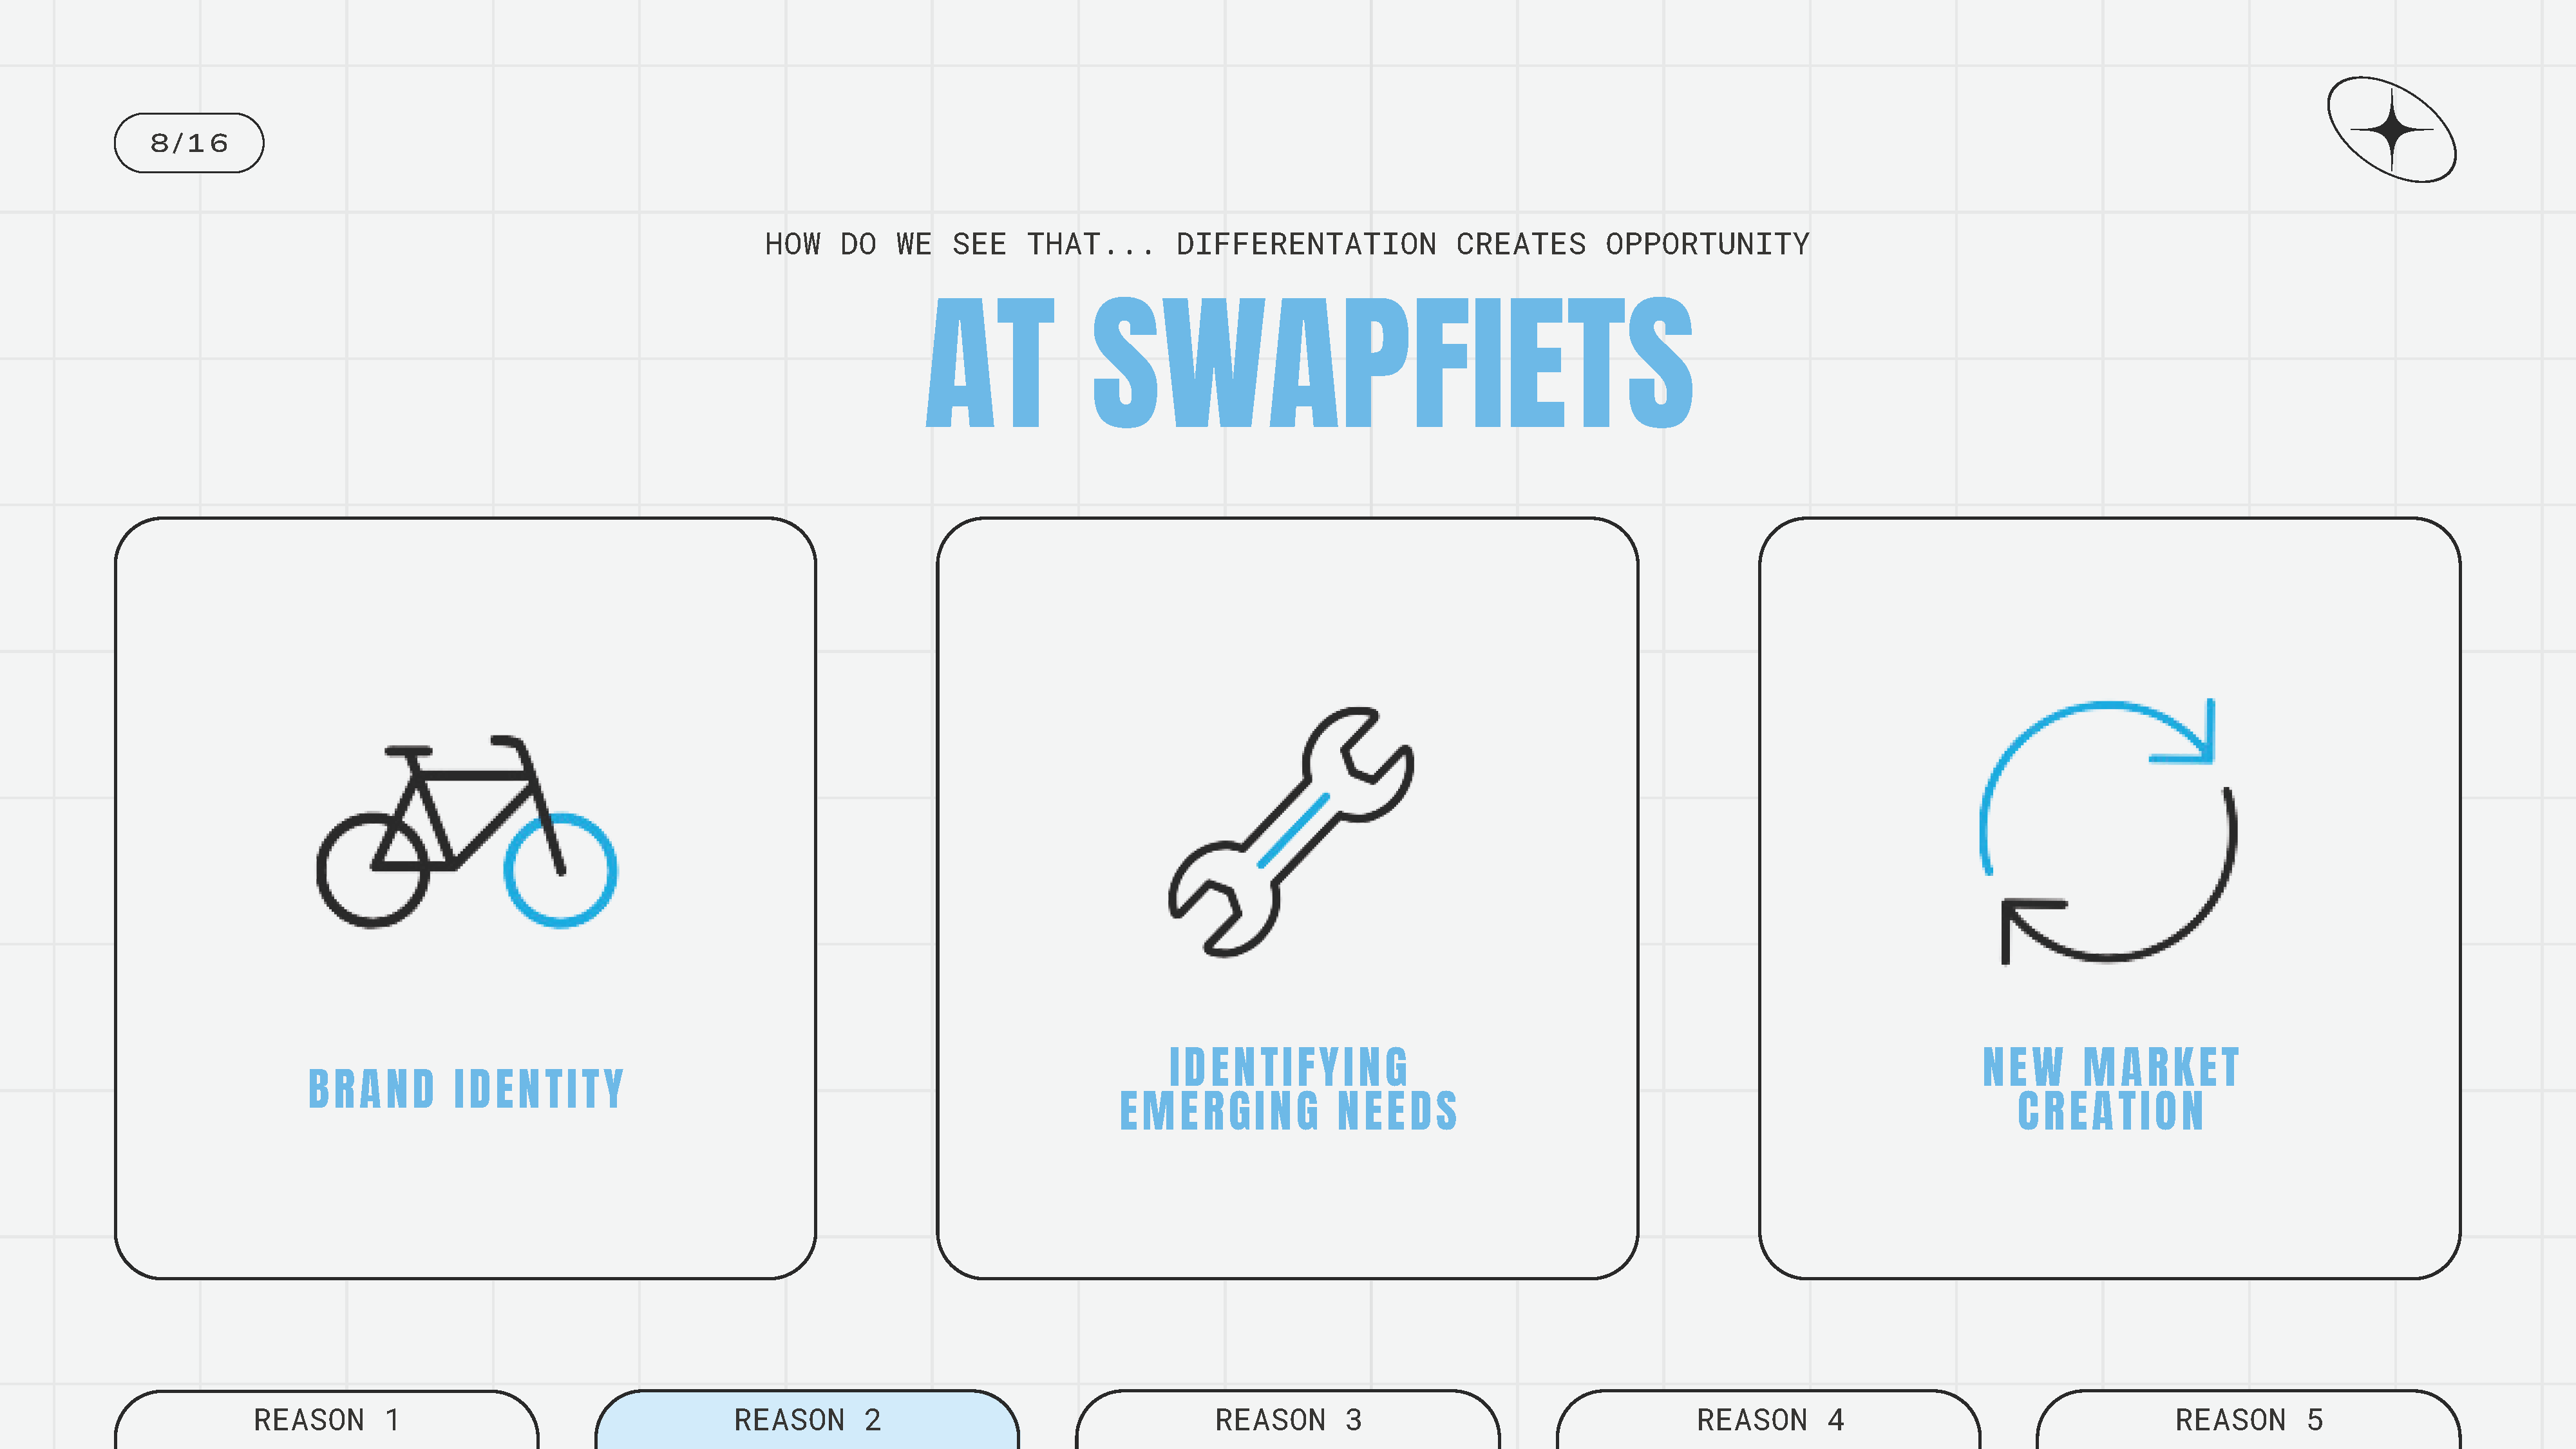 8/16
HOW DO WE SEE THAT... DIFFERENTATION CREATES OPPORTUNITY
AT SWAPFIETS
BRAND IDENTITY
IDENTIFYING
EMERGING NEEDS
NEW MARKET
CREATION
REASON 1
REASON 2
REASON 3
REASON 4
REASON 5